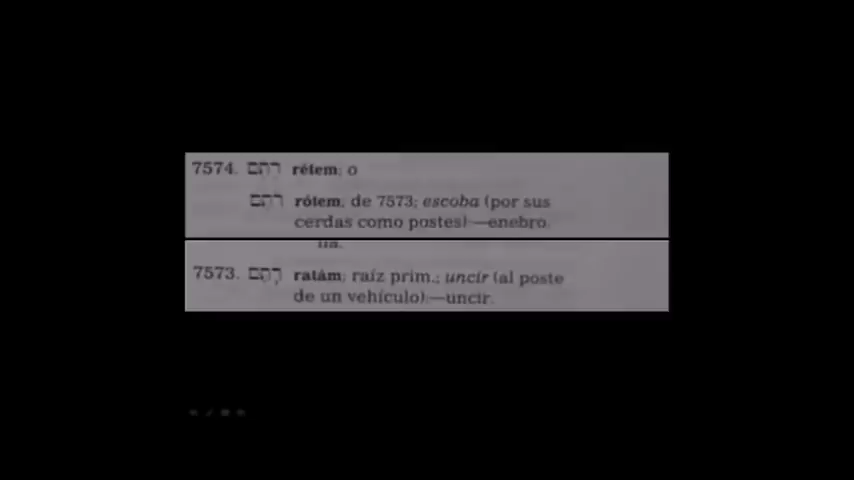 7574. רֶתֶם rétem; o
רֹתֶם rótem; de 7573; escoba (por sus
cerdas como postes):—enebro.
na.
7573. רָתַם ratám; raíz prim.; uncir (al poste
de un vehículo):—uncir.